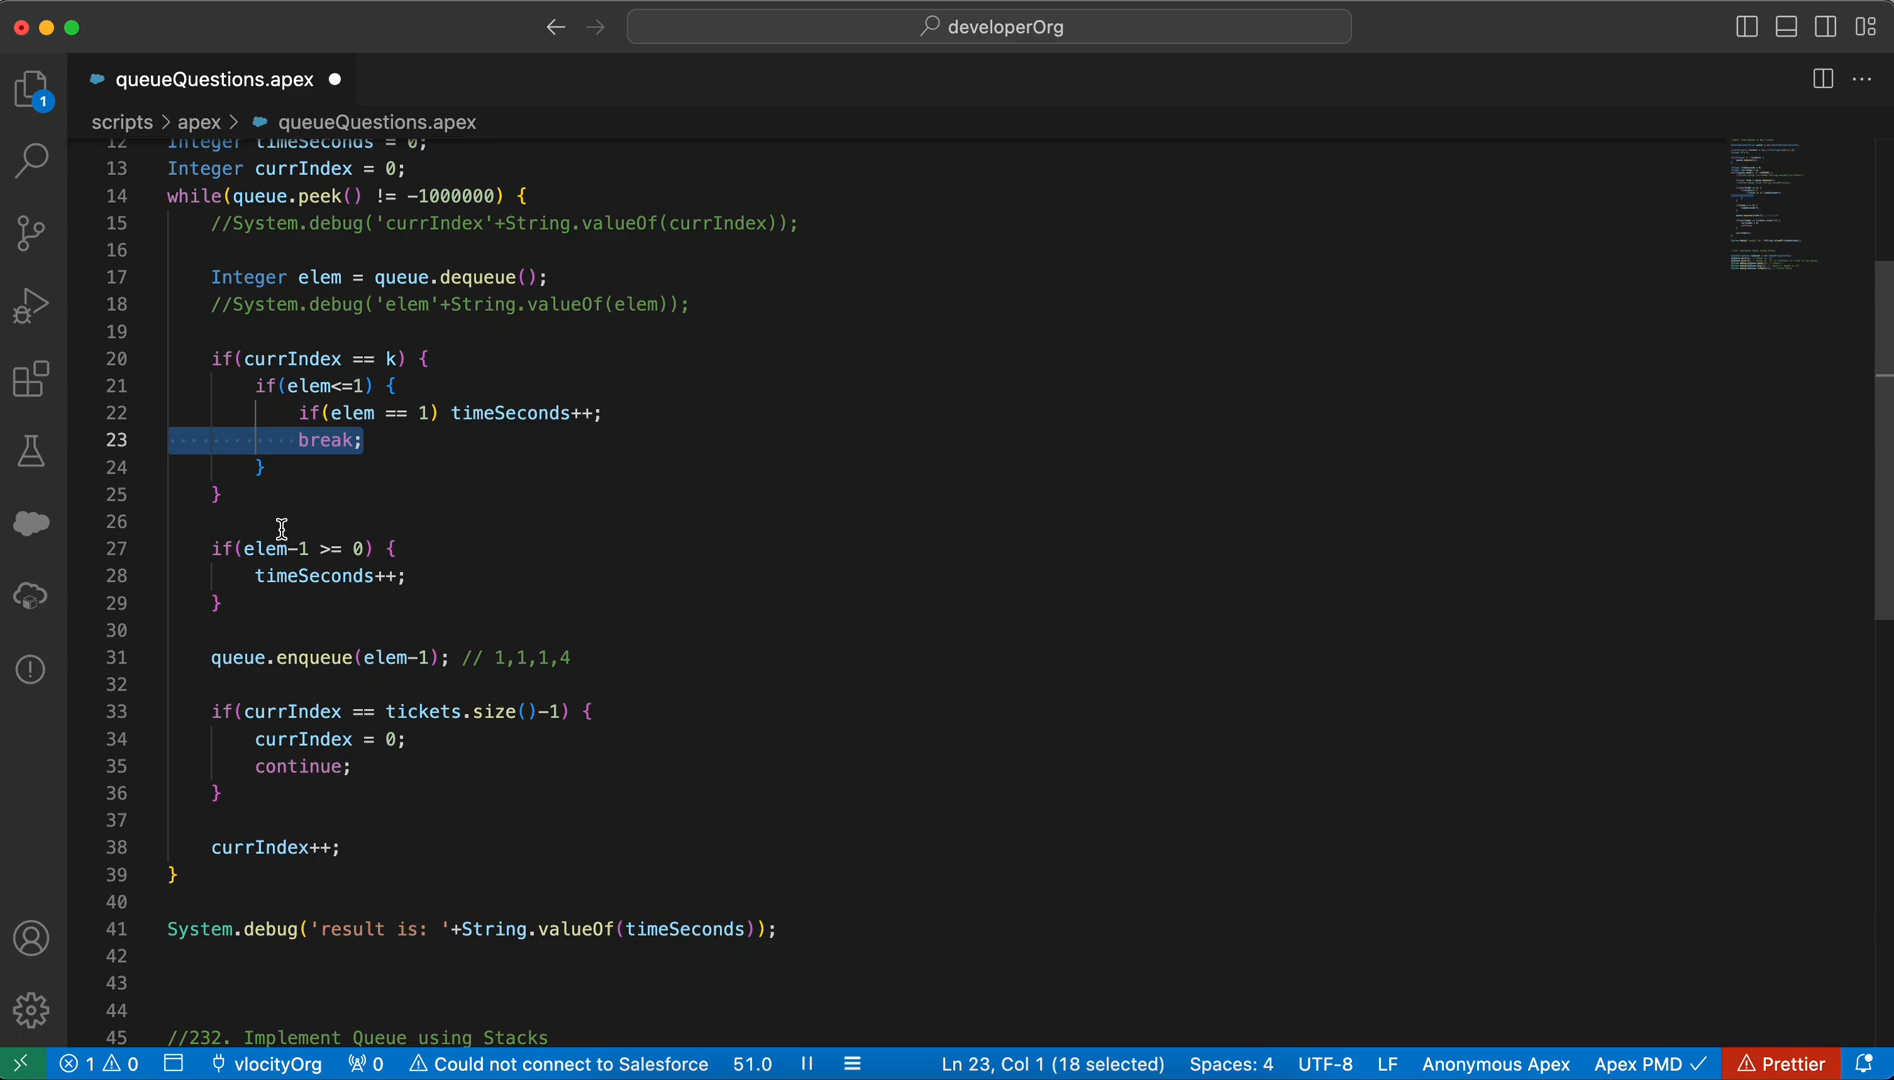 developerOrg
queueQuestions.apex
1
scripts > apex > queueQuestions.apex
12 Integer timeSeconds = 0;
13 Integer currIndex = 0;
14 while(queue.peek() != -1000000) {
15 //System.debug('currIndex'+String.valueOf(currIndex));
16
17 Integer elem = queue.dequeue();
18 //System.debug('elem'+String.valueOf(elem));
19
20 if(currIndex == k) {
21 if(elem<=1) {
22 if(elem == 1) timeSeconds++;
23 break;
24 }
25 }
26
27 if(elem-1 >= 0) {
28 timeSeconds++;
29 }
30
31 queue.enqueue(elem-1); // 1,1,1,4
32
33 if(currIndex == tickets.size()-1) {
34 currIndex = 0;
35 continue;
36 }
37
38 currIndex++;
39 }
40
41 System.debug('result is: '+String.valueOf(timeSeconds));
42
43
44
45 //232. Implement Queue using Stacks
1 0 vlocityOrg 0 Could not connect to Salesforce 51.0 Ln 23, Col 1 (18 selected) Spaces: 4 UTF-8 LF Anonymous Apex Apex PMD Prettier